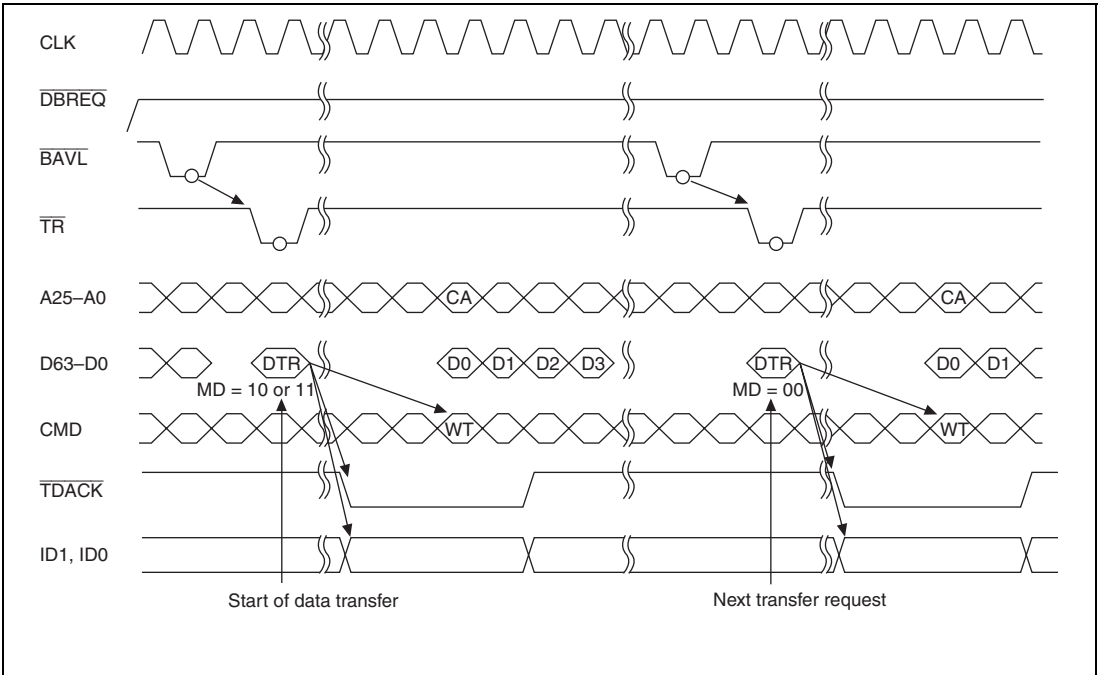 CLK
DBREQ
BAVL
TR
A25–A0 CA CA
D63–D0 DTR D0 D1 D2 D3 DTR D0 D1
MD = 10 or 11 MD = 00
CMD WT WT
TDACK
ID1, ID0
Start of data transfer Next transfer request